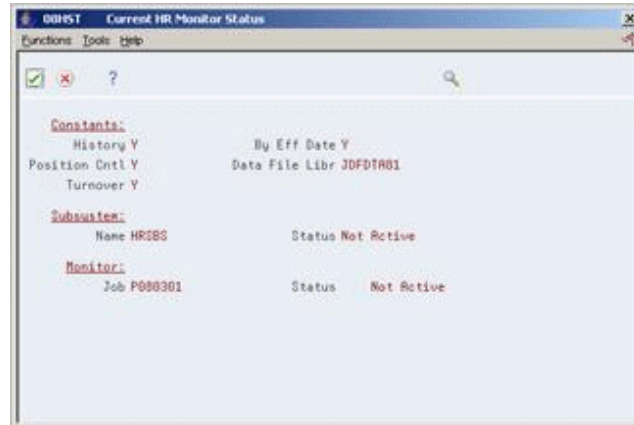 08HST Current HR Monitor Status
Functions Tools Help
?
Constants:
History Y By Eff Date Y
Position Cntl Y Data File Libr JDFDTA81
Turnover Y
Subsystem:
Name HRSBS Status Not Active
Monitor:
Job P080301 Status Not Active